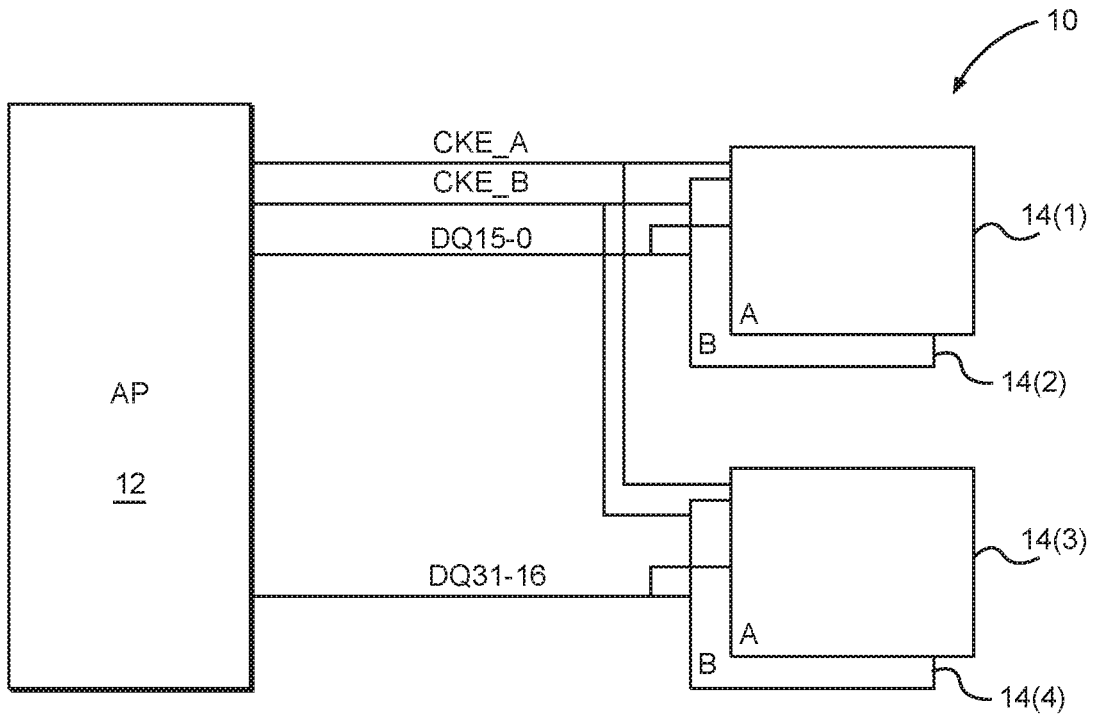 10
CKE_A
CKE_B
DQ15-0
14(1)
A
B
14(2)
AP
12
14(3)
DQ31-16
A
B
14(4)